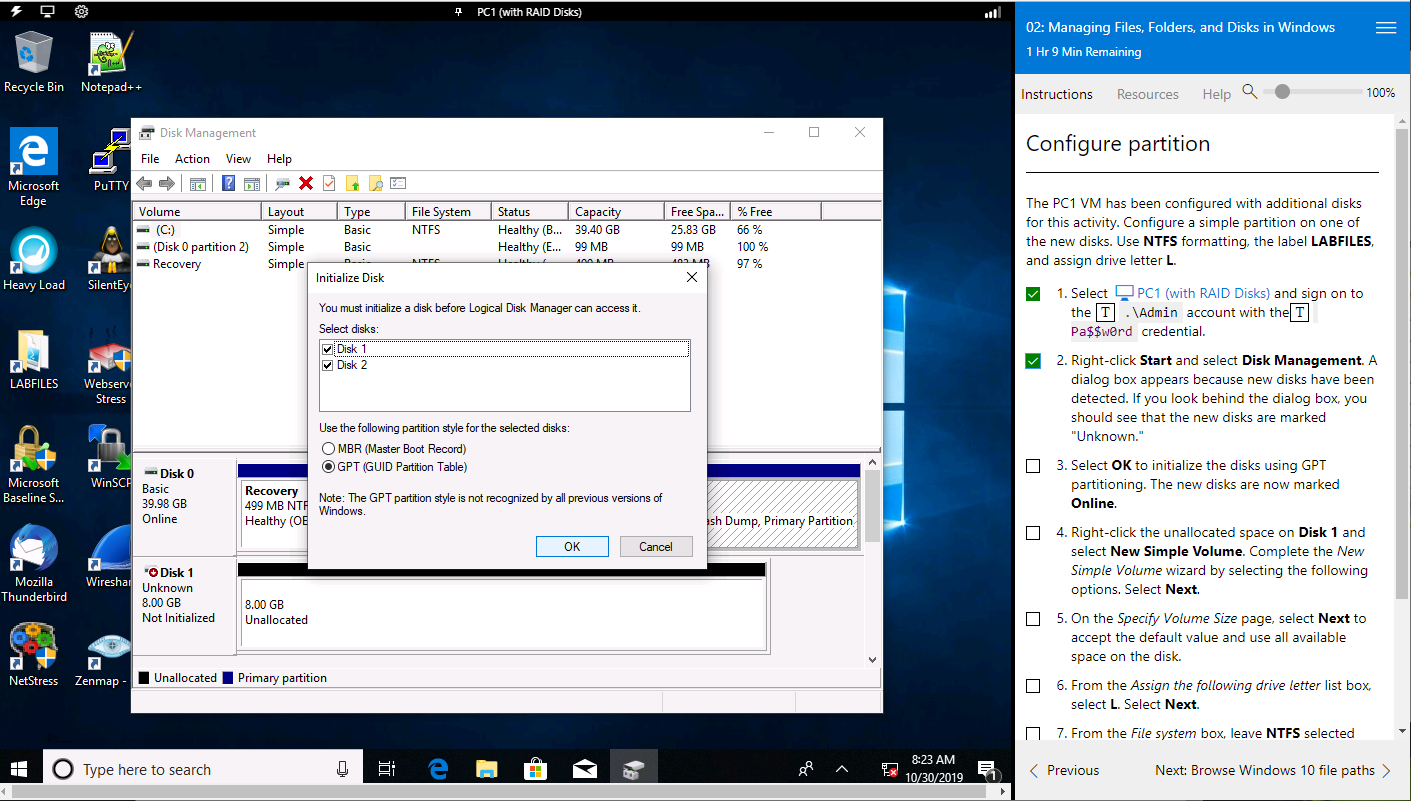 PC1 (with RAID Disks)
Recycle Bin
Notepad++
Microsoft
Edge
PuTTY
Heavy Load
SilentEye
LABFILES
Webserv
Stress
Microsoft
Baseline S...
WinSCP
Mozilla
Thunderbird
Wireshar
NetStress
Zenmap -
Disk Management
File Action View Help
Volume Layout Type File System Status Capacity Free Spa... % Free
(C:) Simple Basic NTFS Healthy (B... 39.40 GB 25.83 GB 66 %
(Disk 0 partition 2) Simple Basic Healthy (E... 99 MB 99 MB 100 %
Recovery Simple Basic NTFS Healthy ( 499 MB 483 MB 97 %
Initialize Disk
You must initialize a disk before Logical Disk Manager can access it.
Select disks:
Disk 1
Disk 2
Use the following partition style for the selected disks:
MBR (Master Boot Record)
GPT (GUID Partition Table)
Note: The GPT partition style is not recognized by all previous versions of
Windows.
OK Cancel
Disk 0
Basic
39.98 GB
Online
Recovery
499 MB NTF
Healthy (OE
ash Dump, Primary Partition
Disk 1
Unknown
8.00 GB
Not Initialized
8.00 GB
Unallocated
Unallocated Primary partition
Type here to search
8:23 AM
10/30/2019
1
02: Managing Files, Folders, and Disks in Windows
1 Hr 9 Min Remaining
Instructions Resources Help 100%
Configure partition
The PC1 VM has been configured with additional disks
for this activity. Configure a simple partition on one of
the new disks. Use NTFS formatting, the label LABFILES,
and assign drive letter L.
1. Select PC1 (with RAID Disks) and sign on to
the T .\Admin account with the T
Pa$$w0rd credential.
2. Right-click Start and select Disk Management. A
dialog box appears because new disks have been
detected. If you look behind the dialog box, you
should see that the new disks are marked
"Unknown."
3. Select OK to initialize the disks using GPT
partitioning. The new disks are now marked
Online.
4. Right-click the unallocated space on Disk 1 and
select New Simple Volume. Complete the New
Simple Volume wizard by selecting the following
options. Select Next.
5. On the Specify Volume Size page, select Next to
accept the default value and use all available
space on the disk.
6. From the Assign the following drive letter list box,
select L. Select Next.
7. From the File system box, leave NTFS selected
Previous Next: Browse Windows 10 file paths